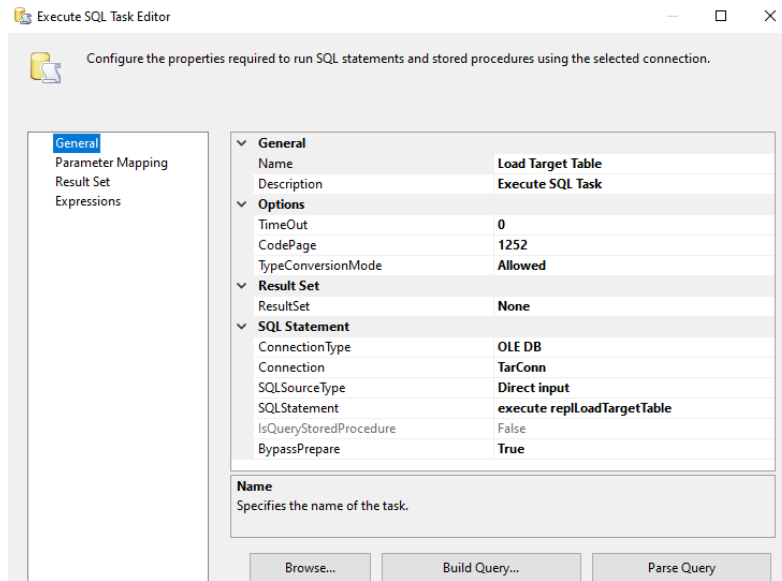 Execute SQL Task Editor
Configure the properties required to run SQL statements and stored procedures using the selected connection.
General
Parameter Mapping
Result Set
Expressions
General
Name Load Target Table
Description Execute SQL Task
Options
TimeOut 0
CodePage 1252
TypeConversionMode Allowed
Result Set
ResultSet None
SQL Statement
ConnectionType OLE DB
Connection TarConn
SQLSourceType Direct input
SQLStatement execute replLoadTargetTable
IsQueryStoredProcedure False
BypassPrepare True
Name
Specifies the name of the task.
Browse... Build Query... Parse Query